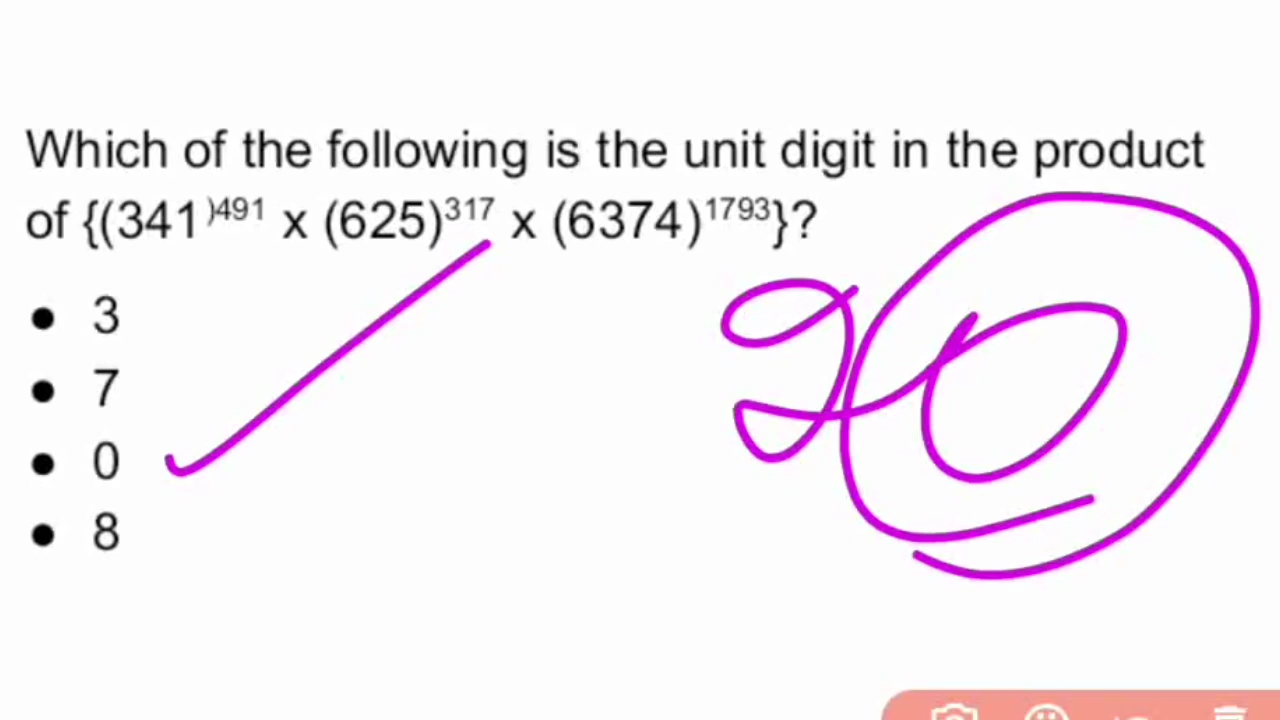 Which of the following is the unit digit in the product
of {(341⁾⁴⁹¹ x (625)³¹⁷ x (6374)¹⁷⁹³}?
• 3
• 7
• 0
• 8
20